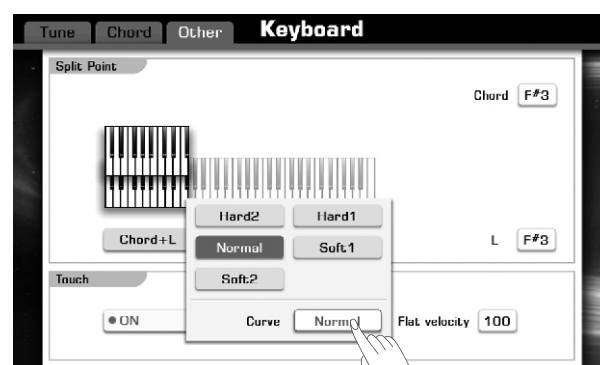 Tune Chord Other Keyboard
Split Point
Chord F#3
Hard2 Hard1
Chord+L Normal Soft1 L F#3
Touch Soft2
ON Curve Normal Flat velocity 100